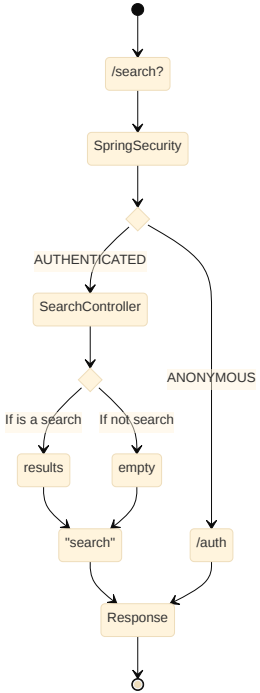 /search?
SpringSecurity
AUTHENTICATED
SearchController
ANONYMOUS
If is a search
If not search
results
empty
"search"
/auth
Response